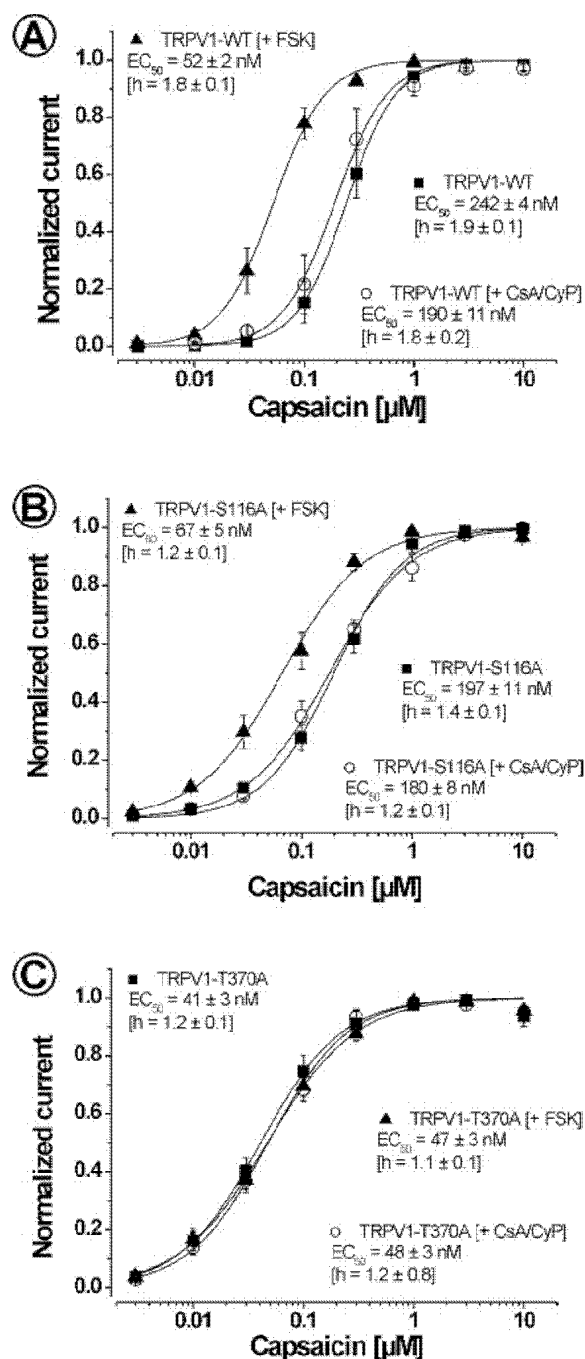 A
TRPV1-WT [+ FSK]
EC50 = 52 ± 2 nM
[h = 1.8 ± 0.1]
TRPV1-WT
EC50 = 242 ± 4 nM
[h = 1.9 ± 0.1]
TRPV1-WT [+ CsA/CyP]
EC50 = 190 ± 11 nM
[h = 1.8 ± 0.2]
Normalized current
1.0
0.8
0.6
0.4
0.2
0.0
0.01
0.1
1
10
Capsaicin [µM]
B
TRPV1-S116A [+ FSK]
EC50 = 67 ± 5 nM
[h = 1.2 ± 0.1]
TRPV1-S116A
EC50 = 197 ± 11 nM
[h = 1.4 ± 0.1]
TRPV1-S116A [+ CsA/CyP]
EC50 = 180 ± 8 nM
[h = 1.2 ± 0.1]
Normalized current
1.0
0.8
0.6
0.4
0.2
0.0
0.01
0.1
1
10
Capsaicin [µM]
C
TRPV1-T370A
EC50 = 41 ± 3 nM
[h = 1.2 ± 0.1]
TRPV1-T370A [+ FSK]
EC50 = 47 ± 3 nM
[h = 1.1 ± 0.1]
TRPV1-T370A [+ CsA/CyP]
EC50 = 48 ± 3 nM
[h = 1.2 ± 0.8]
Normalized current
1.0
0.8
0.6
0.4
0.2
0.0
0.01
0.1
1
10
Capsaicin [µM]